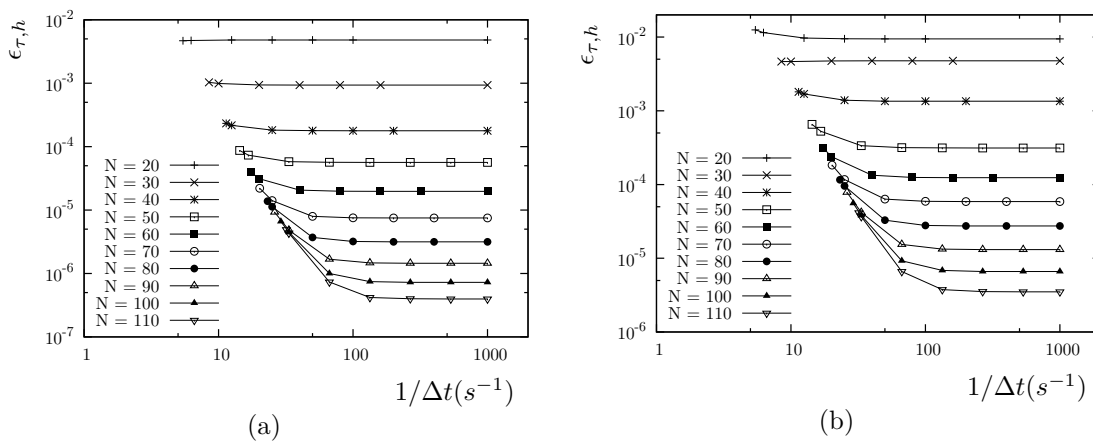 ϵτ,h
10⁻²
10⁻³
10⁻⁴
10⁻⁵
10⁻⁶
10⁻⁷
N = 20
N = 30
N = 40
N = 50
N = 60
N = 70
N = 80
N = 90
N = 100
N = 110
1 10 100 1000
1/Δt(s⁻¹)
(a)
ϵτ,h
10⁻²
10⁻³
10⁻⁴
10⁻⁵
10⁻⁶
N = 20
N = 30
N = 40
N = 50
N = 60
N = 70
N = 80
N = 90
N = 100
N = 110
1 10 100 1000
1/Δt(s⁻¹)
(b)